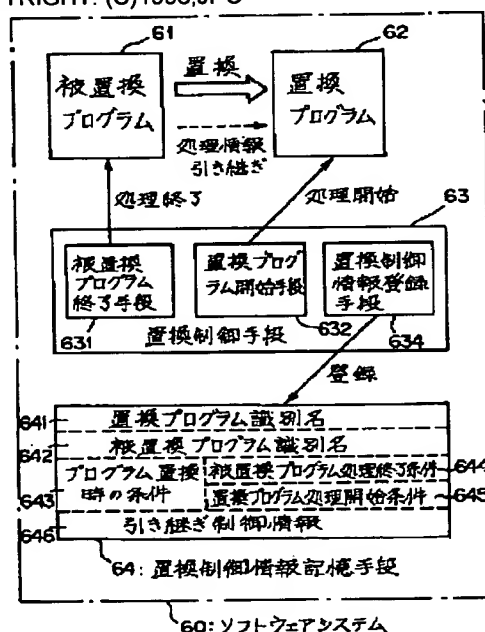 TRIGHT: (C)1993,JPO
61
62
被置換
プログラム
置換
置換
プログラム
処理情報
引き継ぎ
処理終了
処理開始
63
被置換
プログラム
終了手段
置換プログ
ラム開始手段
置換制御
情報登録
手段
631
632
634
置換制御手段
登録
641
置換プログラム識別名
642
被置換プログラム識別名
643
プログラム置換
時の条件
被置換プログラム処理終了条件
644
置換プログラム処理開始条件
645
646
引き継ぎ制御情報
64:置換制御情報記憶手段
60:ソフトウェアシステム